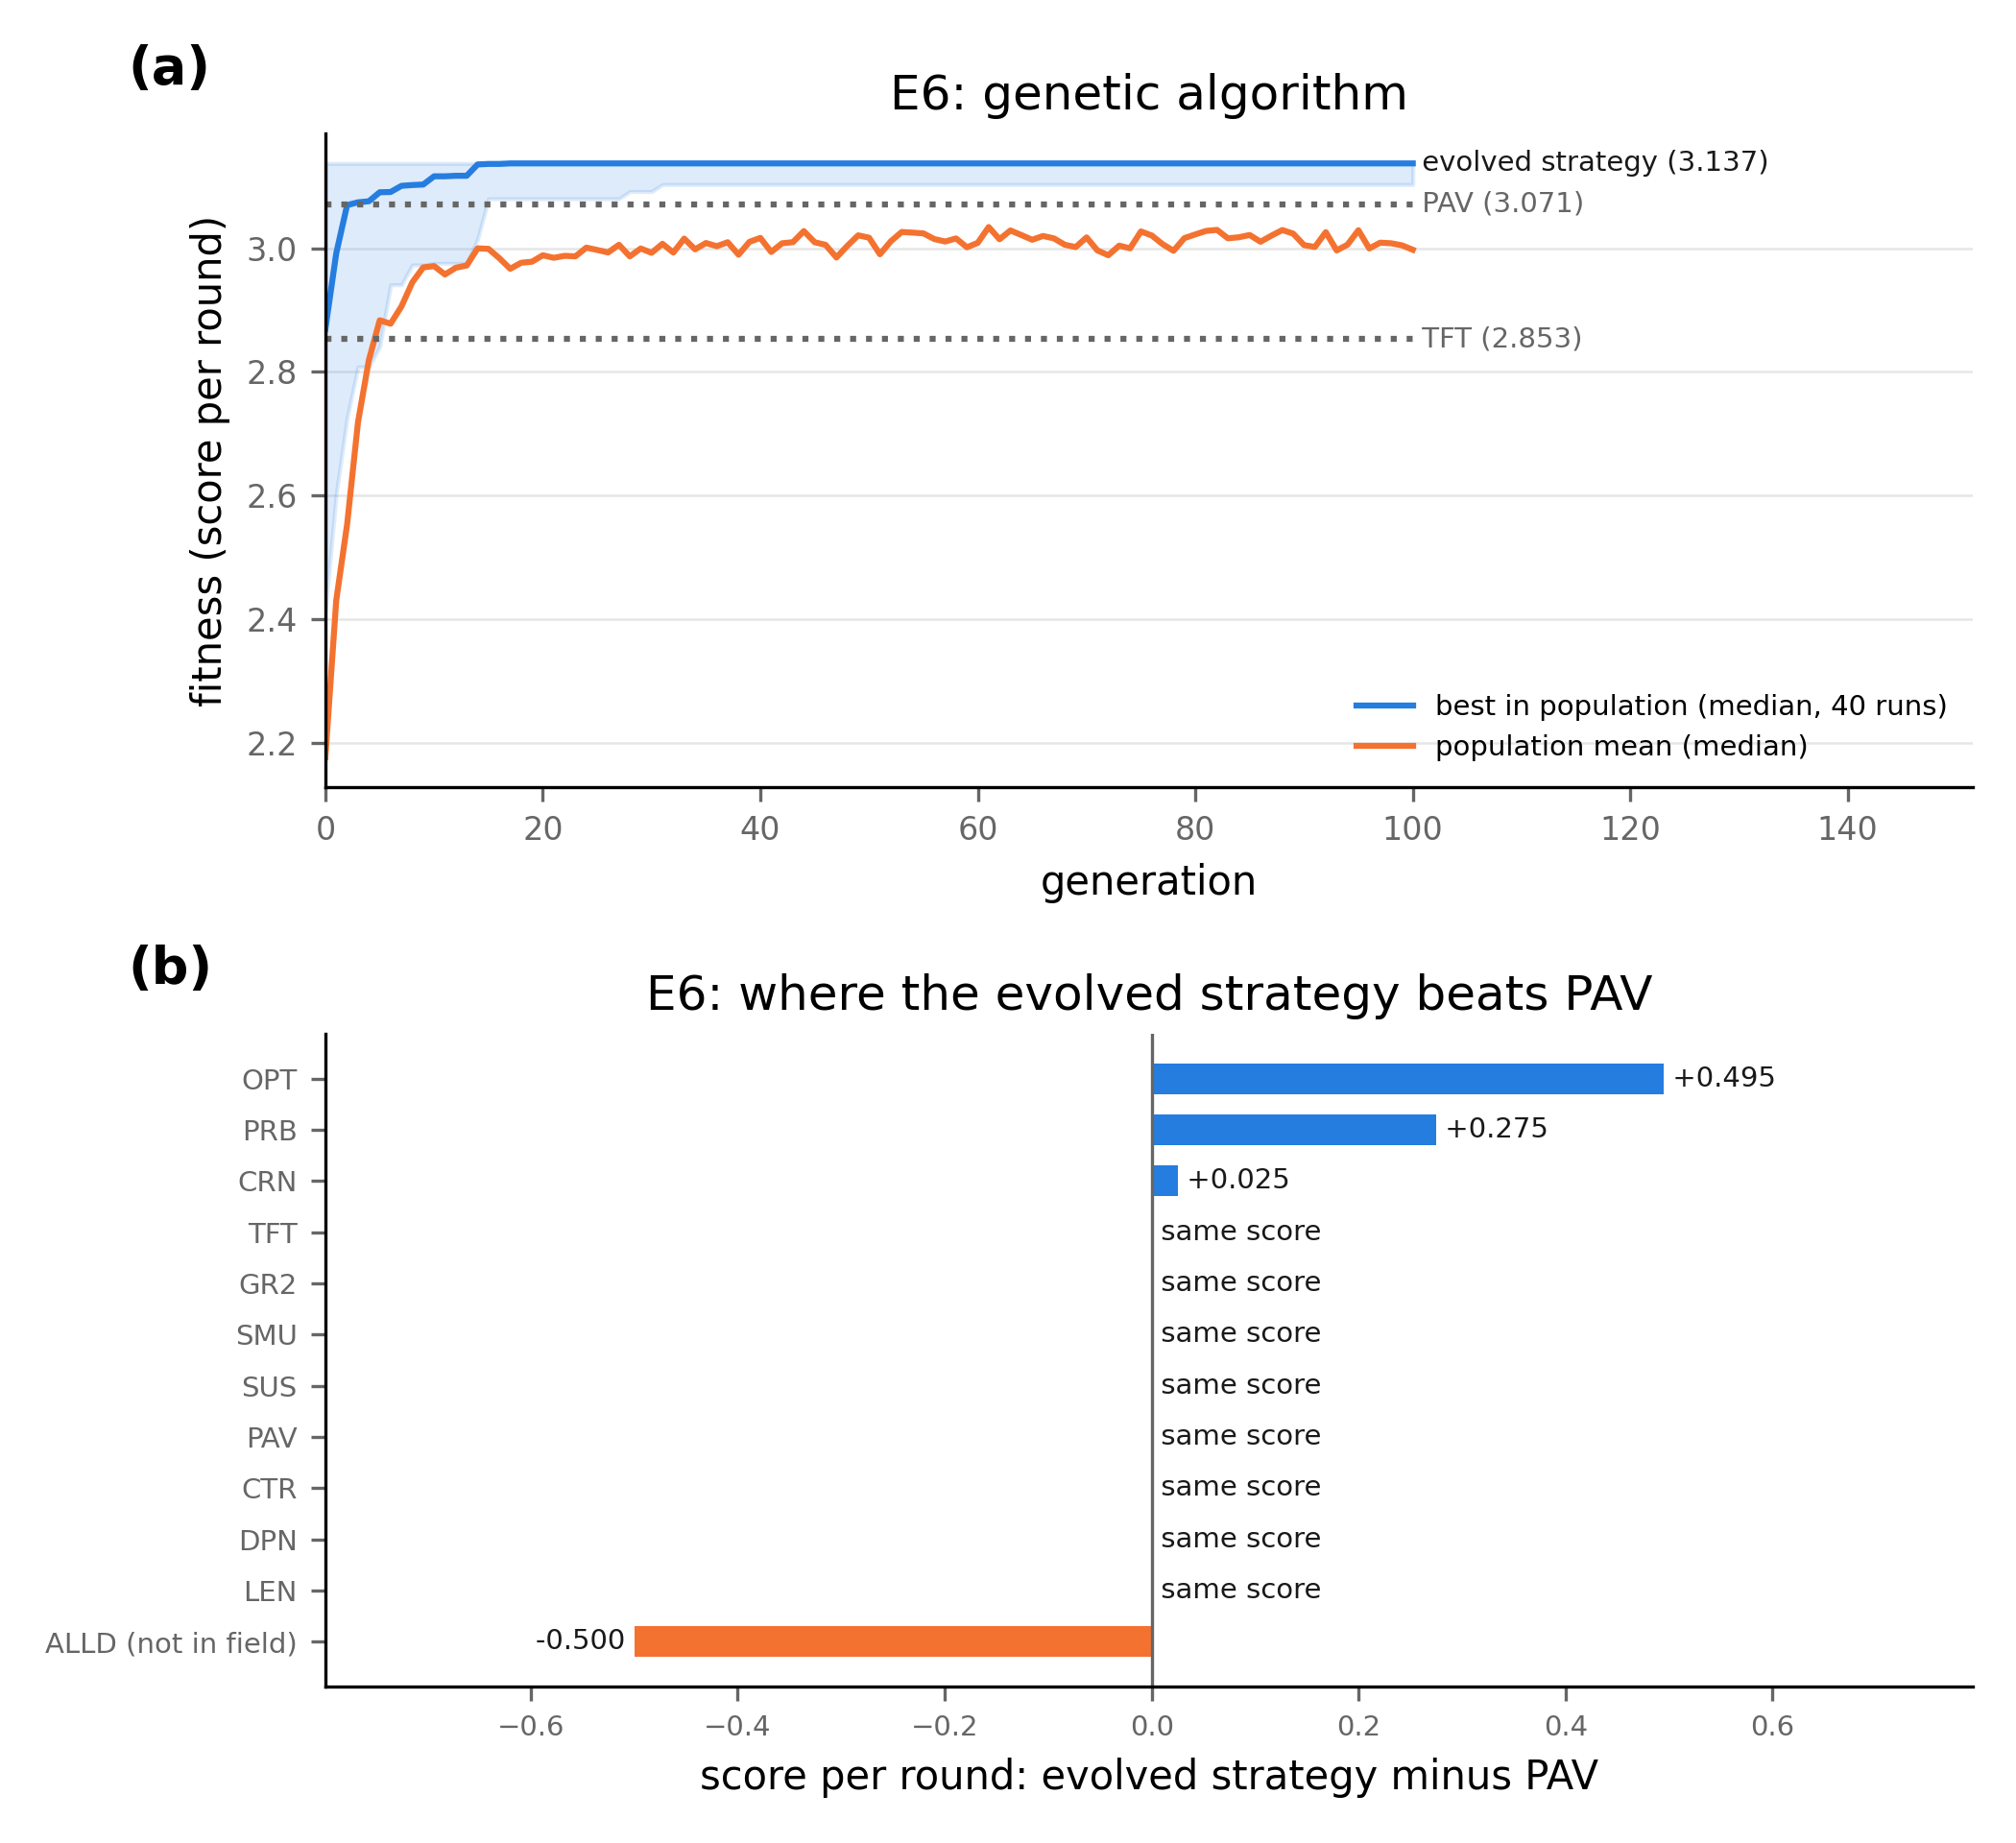 (a)
E6: genetic algorithm
fitness (score per round)
3.0
2.8
2.6
2.4
2.2
evolved strategy (3.137)
PAV (3.071)
TFT (2.853)
best in population (median, 40 runs)
population mean (median)
0 20 40 60 80 100 120 140
generation
(b)
E6: where the evolved strategy beats PAV
OPT +0.495
PRB +0.275
CRN +0.025
TFT same score
GR2 same score
SMU same score
SUS same score
PAV same score
CTR same score
DPN same score
LEN same score
ALLD (not in field) -0.500
−0.6 −0.4 −0.2 0.0 0.2 0.4 0.6
score per round: evolved strategy minus PAV